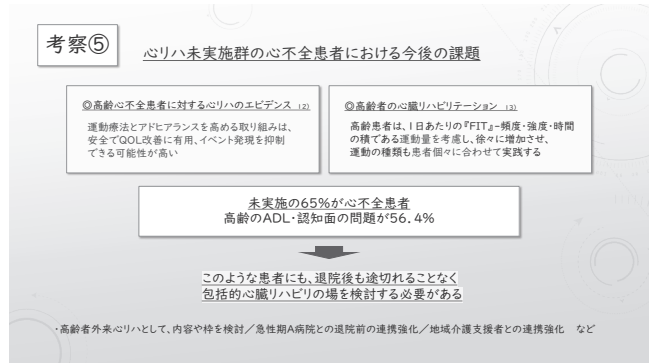 考察⑤
心リハ未実施群の心不全患者における今後の課題
◎高齢心不全患者に対する心リハのエビデンス (2)
運動療法とアドヒアランスを高める取り組みは、
安全でQOL改善に有用、イベント発現を抑制
できる可能性が高い
◎高齢者の心臓リハビリテーション (3)
高齢患者は、1日あたりの『FIT』-頻度・強度・時間
の積である運動量を考慮し、徐々に増加させ、
運動の種類も患者個々に合わせて実践する
未実施の65%が心不全患者
高齢のADL・認知面の問題が56.4%
このような患者にも、退院後も途切れることなく
包括的心臓リハビリの場を検討する必要がある
・高齢者外来心リハとして、内容や枠を検討／急性期A病院との退院前の連携強化／地域介護支援者との連携強化 など